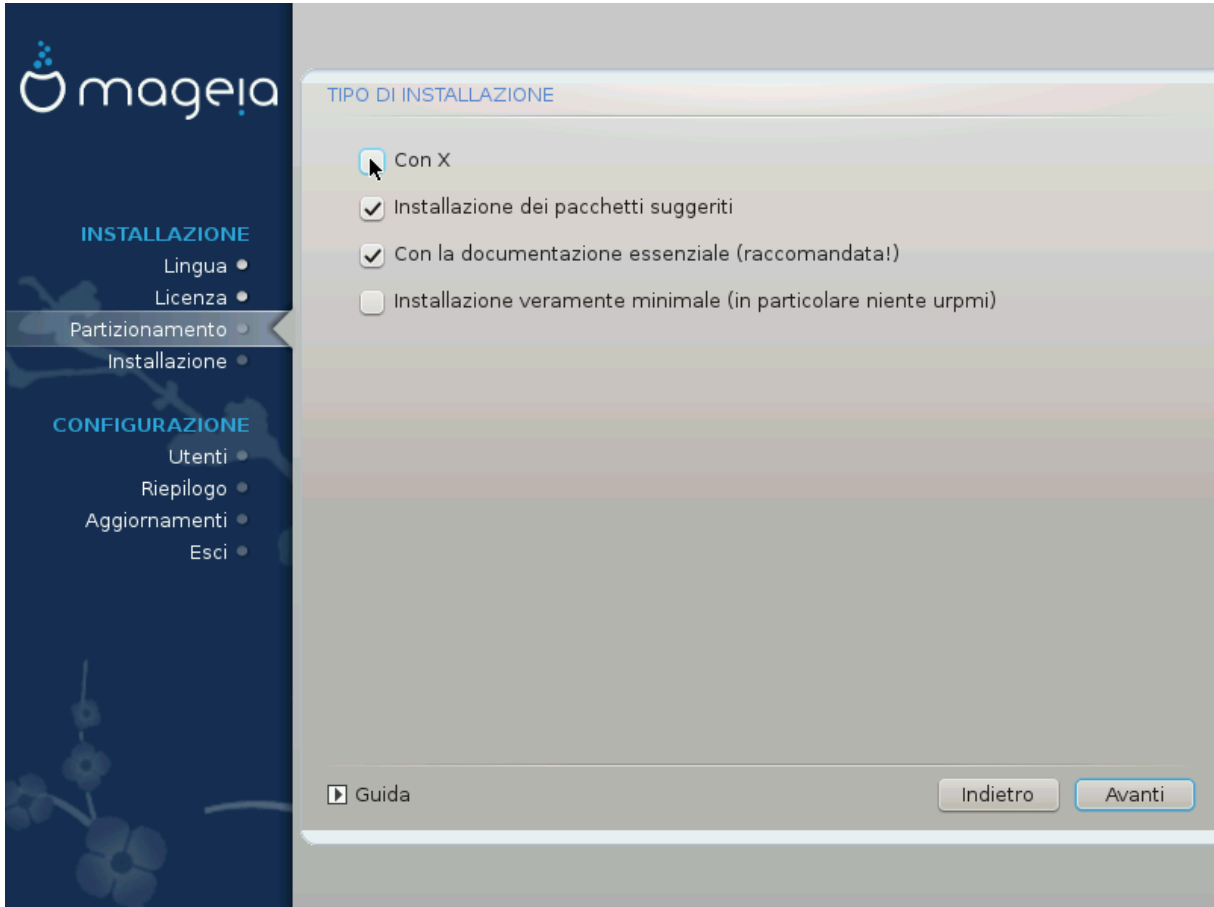 mageia
INSTALLAZIONE
Lingua
Licenza
Partizionamento
Installazione
CONFIGURAZIONE
Utenti
Riepilogo
Aggiornamenti
Esci
TIPO DI INSTALLAZIONE
Con X
Installazione dei pacchetti suggeriti
Con la documentazione essenziale (raccomandata!)
Installazione veramente minimale (in particolare niente urpmi)
Guida
Indietro
Avanti